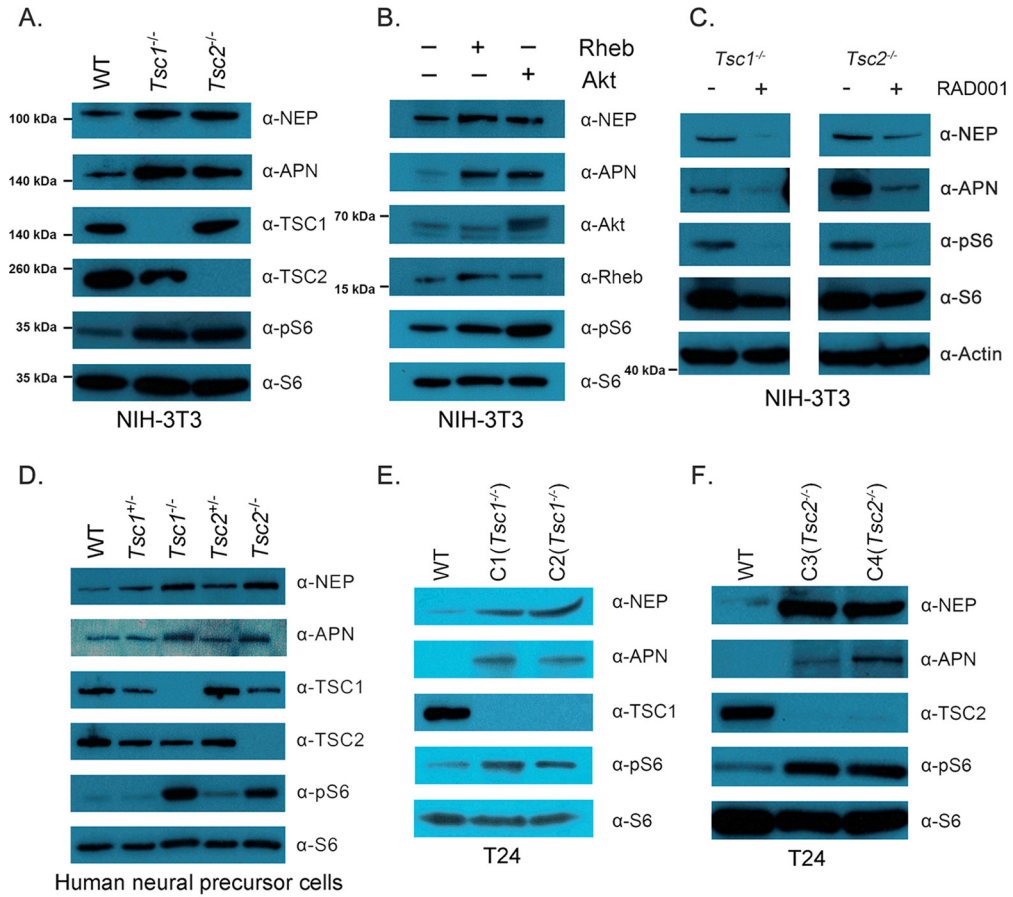 A.
WT
Tsc1-/-
Tsc2-/-
100 kDa
α-NEP
140 kDa
α-APN
140 kDa
α-TSC1
260 kDa
α-TSC2
35 kDa
α-pS6
35 kDa
α-S6
NIH-3T3
B.
– + – Rheb
– – + Akt
α-NEP
α-APN
70 kDa
α-Akt
15 kDa
α-Rheb
α-pS6
α-S6
NIH-3T3
C.
Tsc1-/- Tsc2-/-
- + - + RAD001
α-NEP
α-APN
α-pS6
α-S6
40 kDa
α-Actin
NIH-3T3
D.
WT
Tsc1+/-
Tsc1-/-
Tsc2+/-
Tsc2-/-
α-NEP
α-APN
α-TSC1
α-TSC2
α-pS6
α-S6
Human neural precursor cells
E.
WT
C1(Tsc1-/-)
C2(Tsc1-/-)
α-NEP
α-APN
α-TSC1
α-pS6
α-S6
T24
F.
WT
C3(Tsc2-/-)
C4(Tsc2-/-)
α-NEP
α-APN
α-TSC2
α-pS6
α-S6
T24